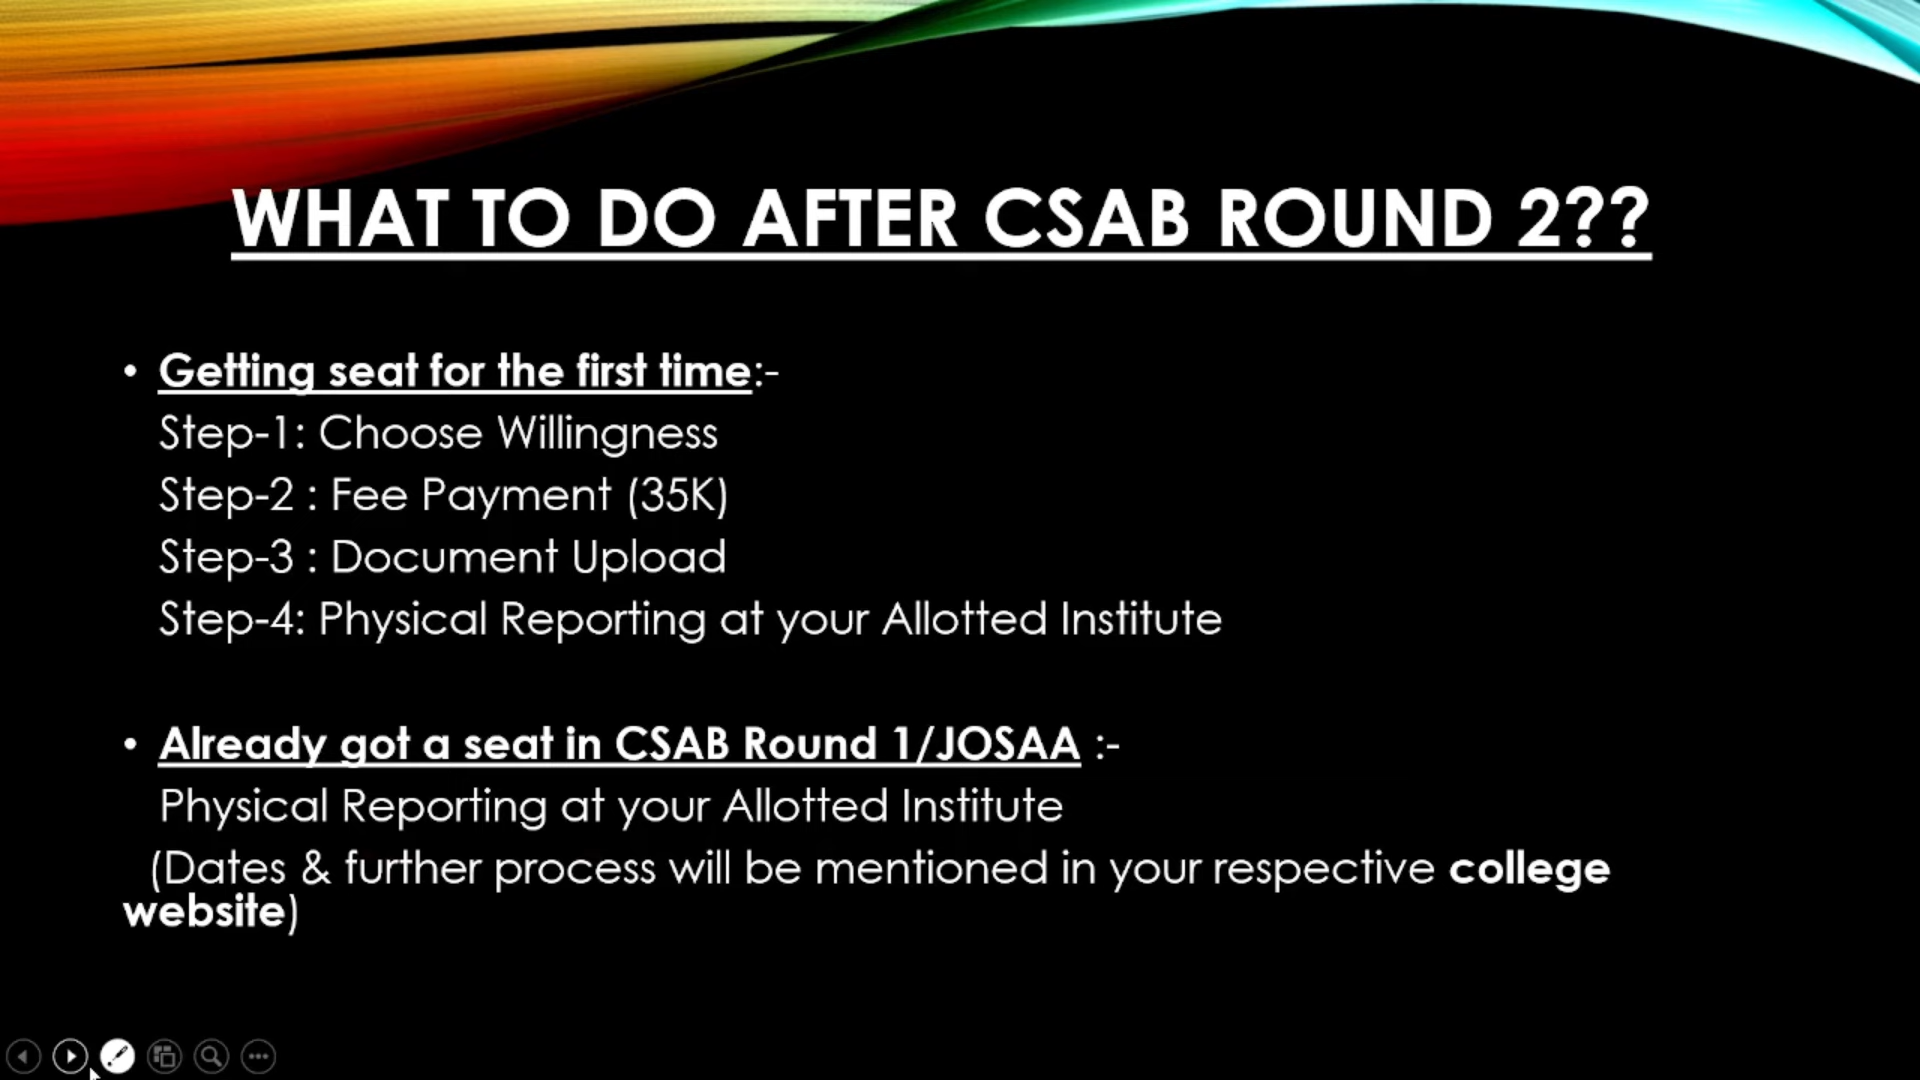 WHAT TO DO AFTER CSAB ROUND 2??
• Getting seat for the first time:-
Step-1: Choose Willingness
Step-2 : Fee Payment (35K)
Step-3 : Document Upload
Step-4: Physical Reporting at your Allotted Institute
• Already got a seat in CSAB Round 1/JOSAA :-
Physical Reporting at your Allotted Institute
(Dates & further process will be mentioned in your respective college
website)